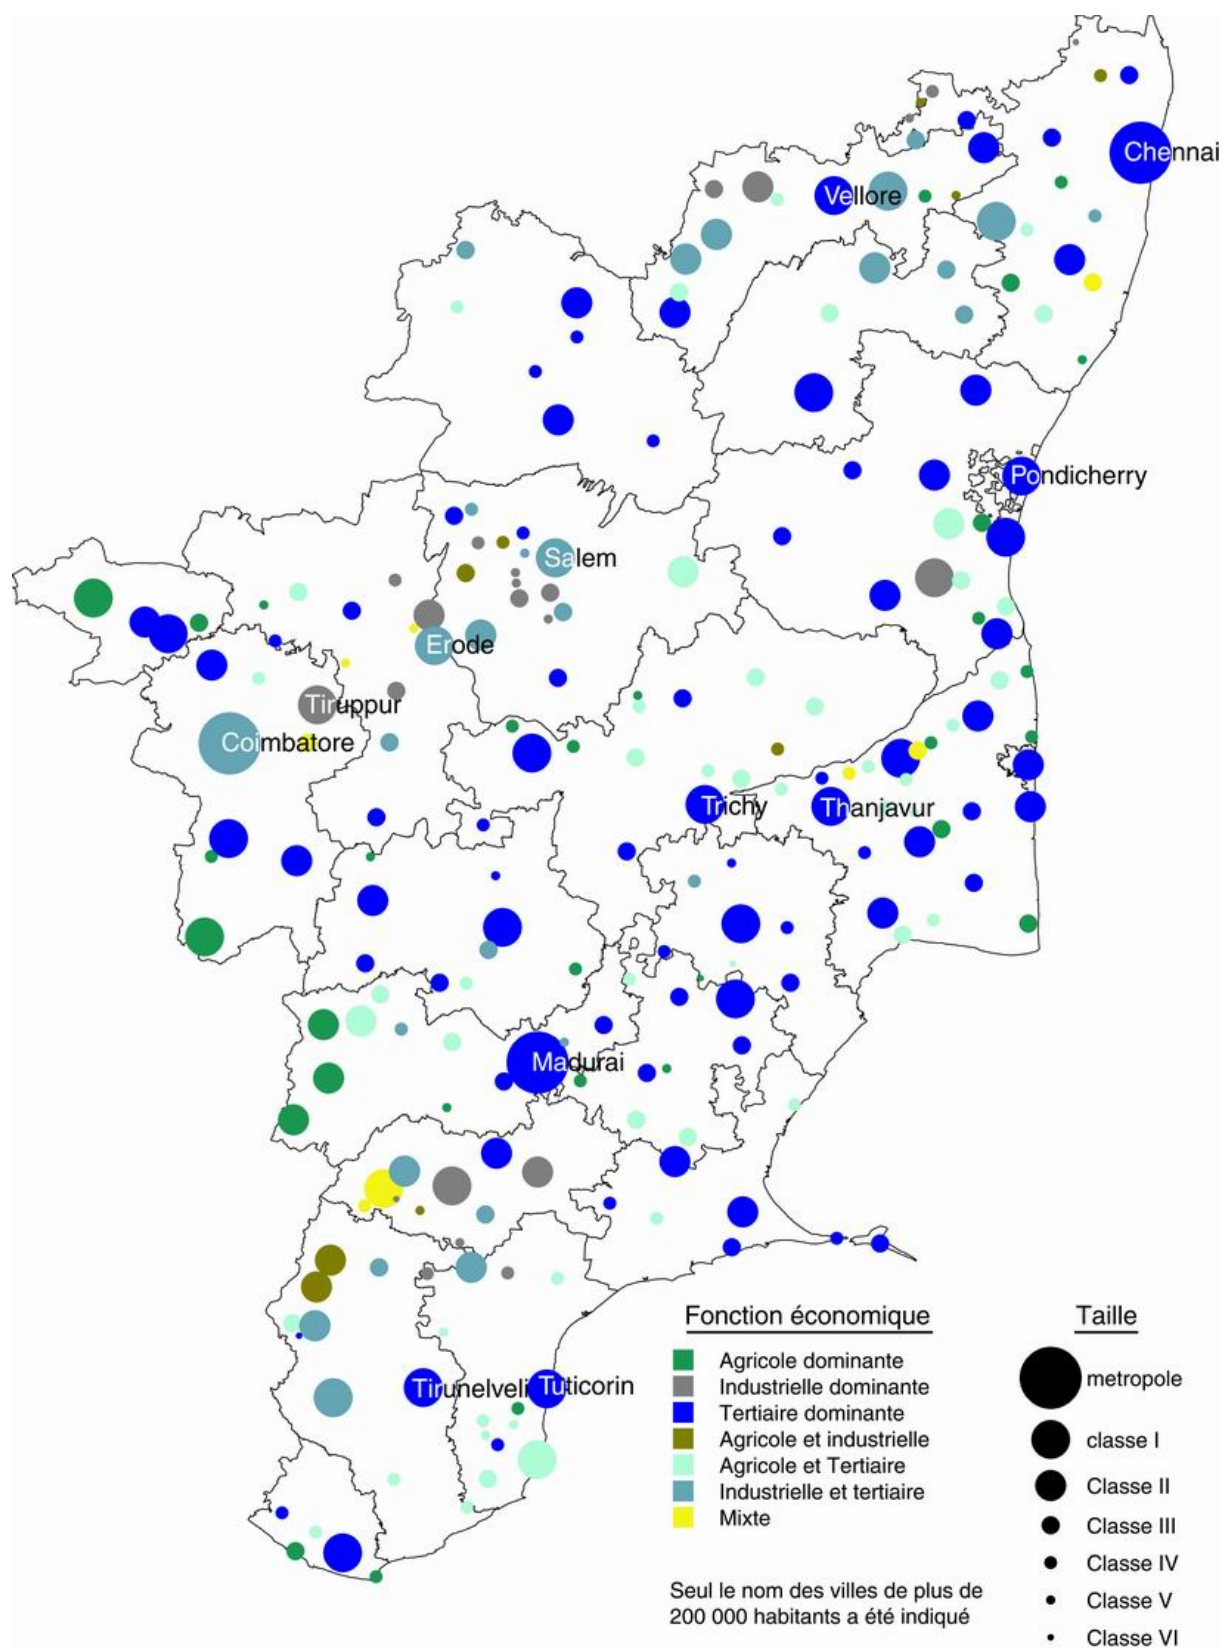 Chennai
Vellore
Pondicherry
Salem
Erode
Tiruppur
Coimbatore
Trichy
Thanjavur
Madurai
Tirunelveli
Tuticorin
Fonction économique
Agricole dominante
Industrielle dominante
Tertiaire dominante
Agricole et industrielle
Agricole et Tertiaire
Industrielle et tertiaire
Mixte
Taille
metropole
classe I
Classe II
Classe III
Classe IV
Classe V
Classe VI
Seul le nom des villes de plus de
200 000 habitants a été indiqué